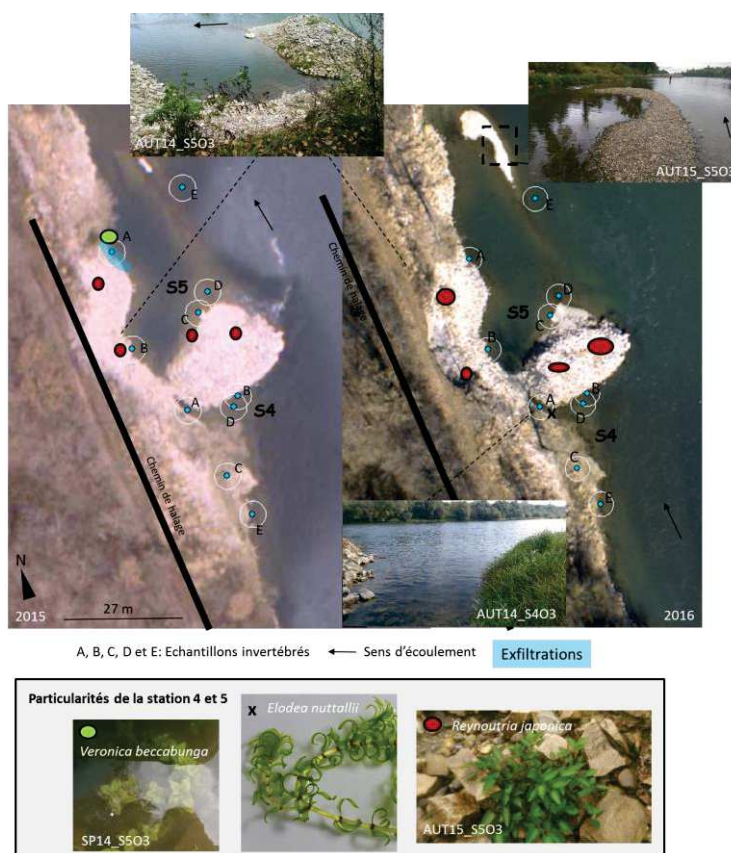 AUT14_S5O3
AUT15_S5O3
E
A
S5
D
C
B
A
B
S4
D
C
E
Chemin de halage
N
2015
27 m
E
A
D
S5
C
B
A
B
X
D
S4
C
E
Chemin de halage
AUT14_S4O3
2016
A, B, C, D et E: Echantillons invertébrés
Sens d'écoulement
Exfiltrations
Particularités de la station 4 et 5
Veronica beccabunga
SP14_S5O3
x Elodea nuttallii
Reynoutria japonica
AUT15_S5O3